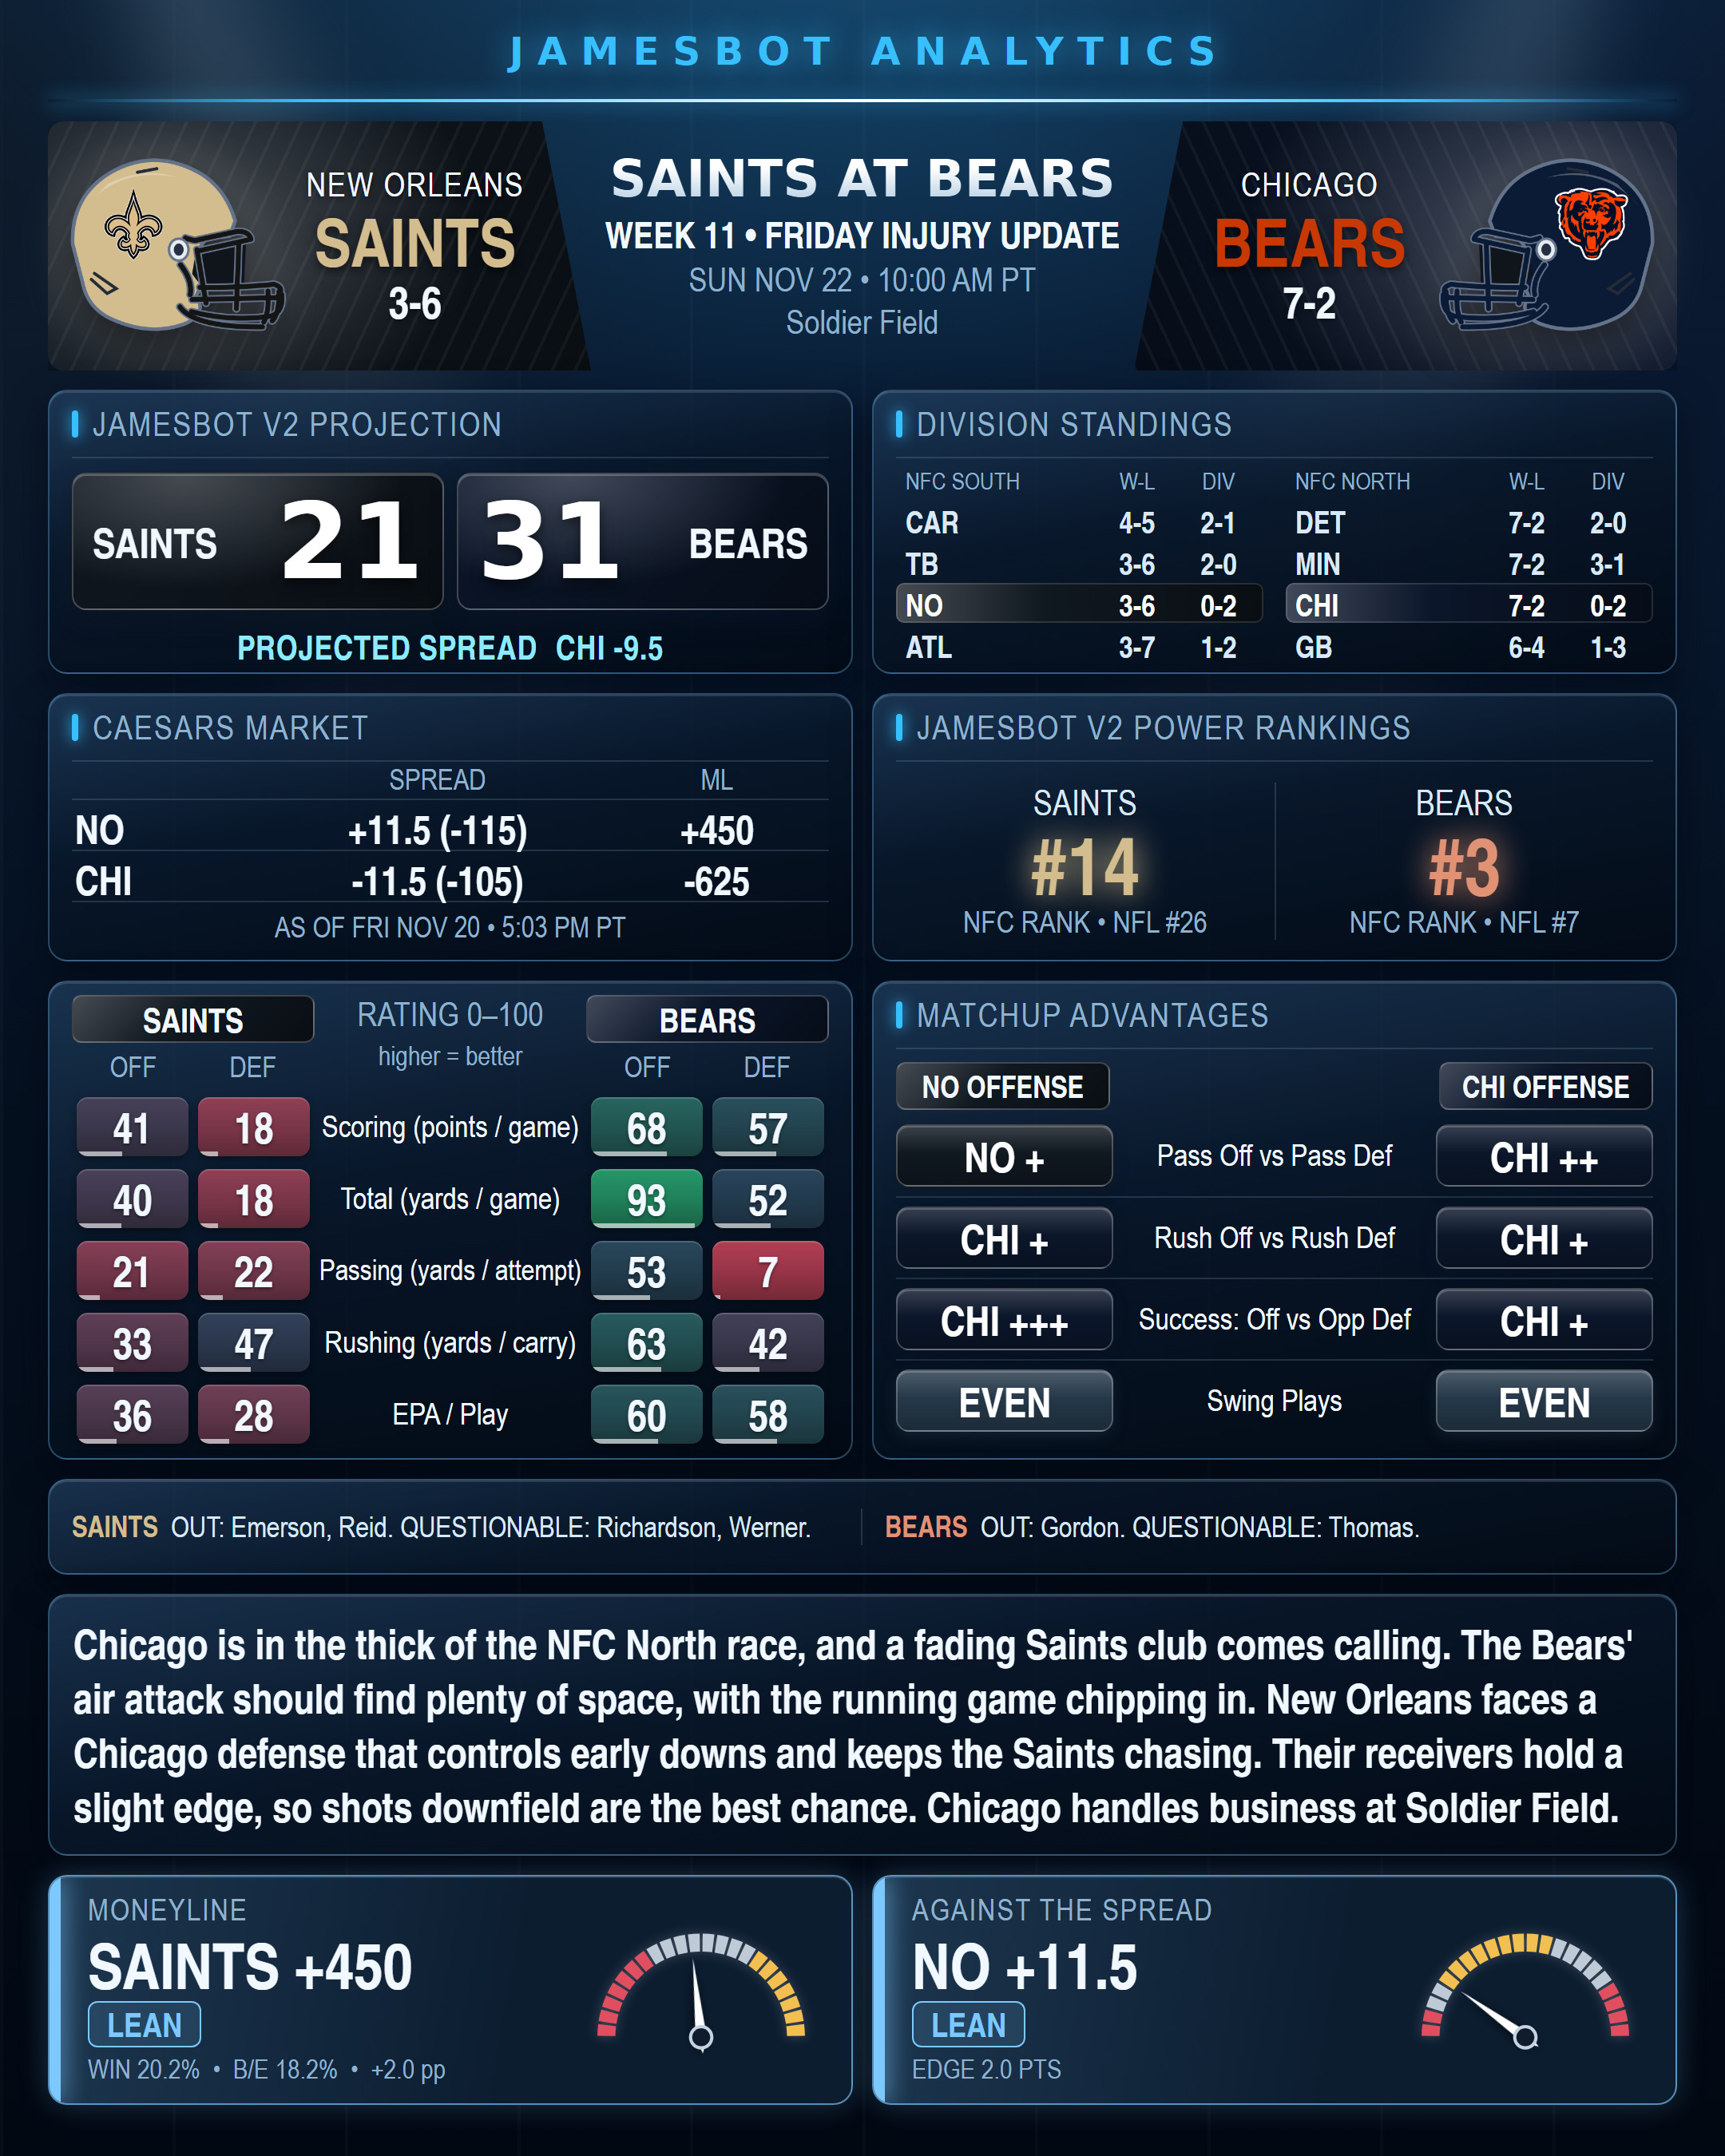 JAMESBOT ANALYTICS
NEW ORLEANS
SAINTS
3-6
SAINTS AT BEARS
WEEK 11 • FRIDAY INJURY UPDATE
SUN NOV 22 • 10:00 AM PT
Soldier Field
CHICAGO
BEARS
7-2
JAMESBOT V2 PROJECTION
SAINTS 21 31 BEARS
PROJECTED SPREAD CHI -9.5
DIVISION STANDINGS
NFC SOUTH W-L DIV NFC NORTH W-L DIV
CAR 4-5 2-1 DET 7-2 2-0
TB 3-6 2-0 MIN 7-2 3-1
NO 3-6 0-2 CHI 7-2 0-2
ATL 3-7 1-2 GB 6-4 1-3
CAESARS MARKET
SPREAD ML
NO +11.5 (-115) +450
CHI -11.5 (-105) -625
AS OF FRI NOV 20 • 5:03 PM PT
JAMESBOT V2 POWER RANKINGS
SAINTS BEARS
#14 #3
NFC RANK • NFL #26 NFC RANK • NFL #7
SAINTS RATING 0–100 BEARS
OFF DEF higher = better OFF DEF
41 18 Scoring (points / game) 68 57
40 18 Total (yards / game) 93 52
21 22 Passing (yards / attempt) 53 7
33 47 Rushing (yards / carry) 63 42
36 28 EPA / Play 60 58
MATCHUP ADVANTAGES
NO OFFENSE CHI OFFENSE
NO + Pass Off vs Pass Def CHI ++
CHI + Rush Off vs Rush Def CHI +
CHI +++ Success: Off vs Opp Def CHI +
EVEN Swing Plays EVEN
SAINTS OUT: Emerson, Reid. QUESTIONABLE: Richardson, Werner.
BEARS OUT: Gordon. QUESTIONABLE: Thomas.
Chicago is in the thick of the NFC North race, and a fading Saints club comes calling. The Bears'
air attack should find plenty of space, with the running game chipping in. New Orleans faces a
Chicago defense that controls early downs and keeps the Saints chasing. Their receivers hold a
slight edge, so shots downfield are the best chance. Chicago handles business at Soldier Field.
MONEYLINE
SAINTS +450
LEAN
WIN 20.2% • B/E 18.2% • +2.0 pp
AGAINST THE SPREAD
NO +11.5
LEAN
EDGE 2.0 PTS